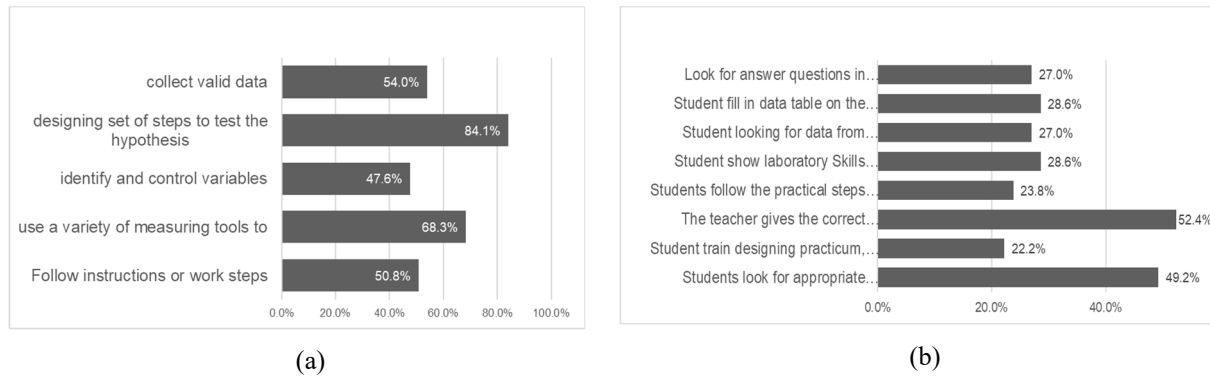 collect valid data
54.0%
designing set of steps to test the
hypothesis
84.1%
identify and control variables
47.6%
use a variety of measuring tools to
68.3%
Follow instructions or work steps
50.8%
0.0% 20.0% 40.0% 60.0% 80.0% 100.0%
(a)
Look for answer questions in…
27.0%
Student fill in data table on the…
28.6%
Student looking for data from…
27.0%
Student show laboratory Skills…
28.6%
Students follow the practical steps
23.8%
The teacher gives the correct…
52.4%
Student train designing practicum,…
22.2%
Students look for appropriate…
49.2%
0.0% 20.0% 40.0%
(b)